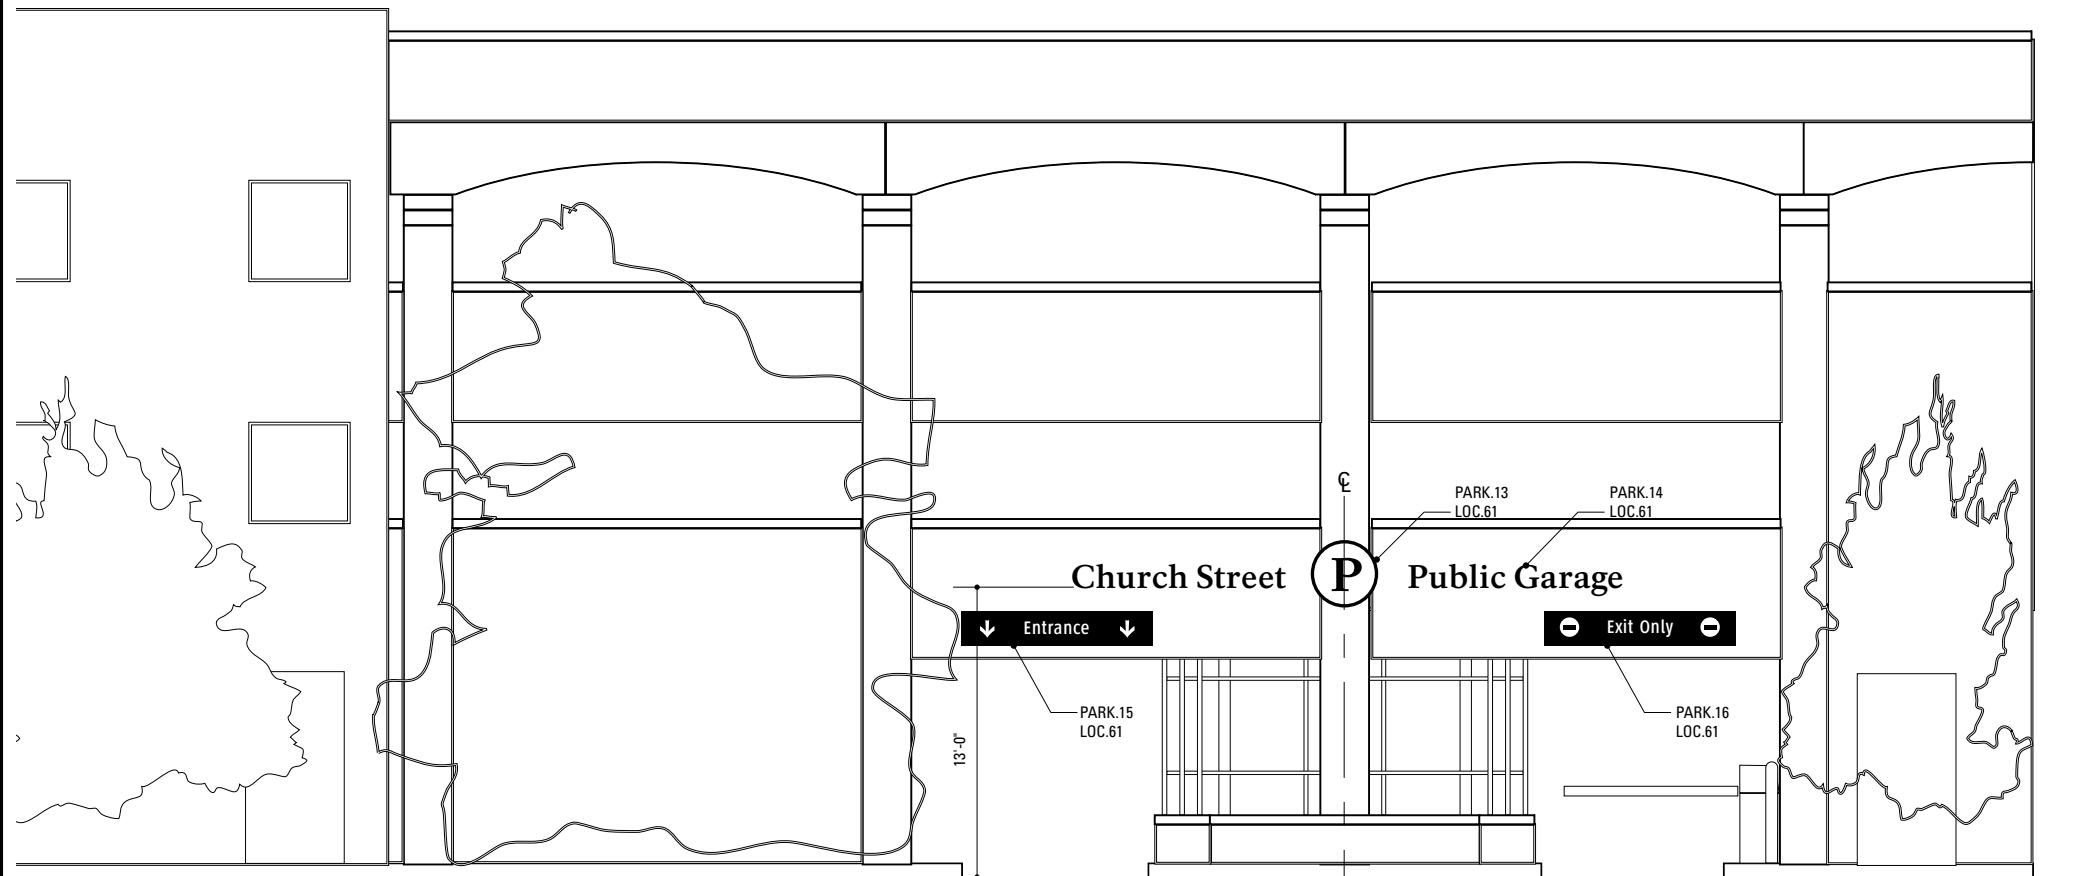 ℄
PARK.13
LOC.61
PARK.14
LOC.61
Church Street P Public Garage
Entrance
Exit Only
PARK.15
LOC.61
PARK.16
LOC.61
13'-0"